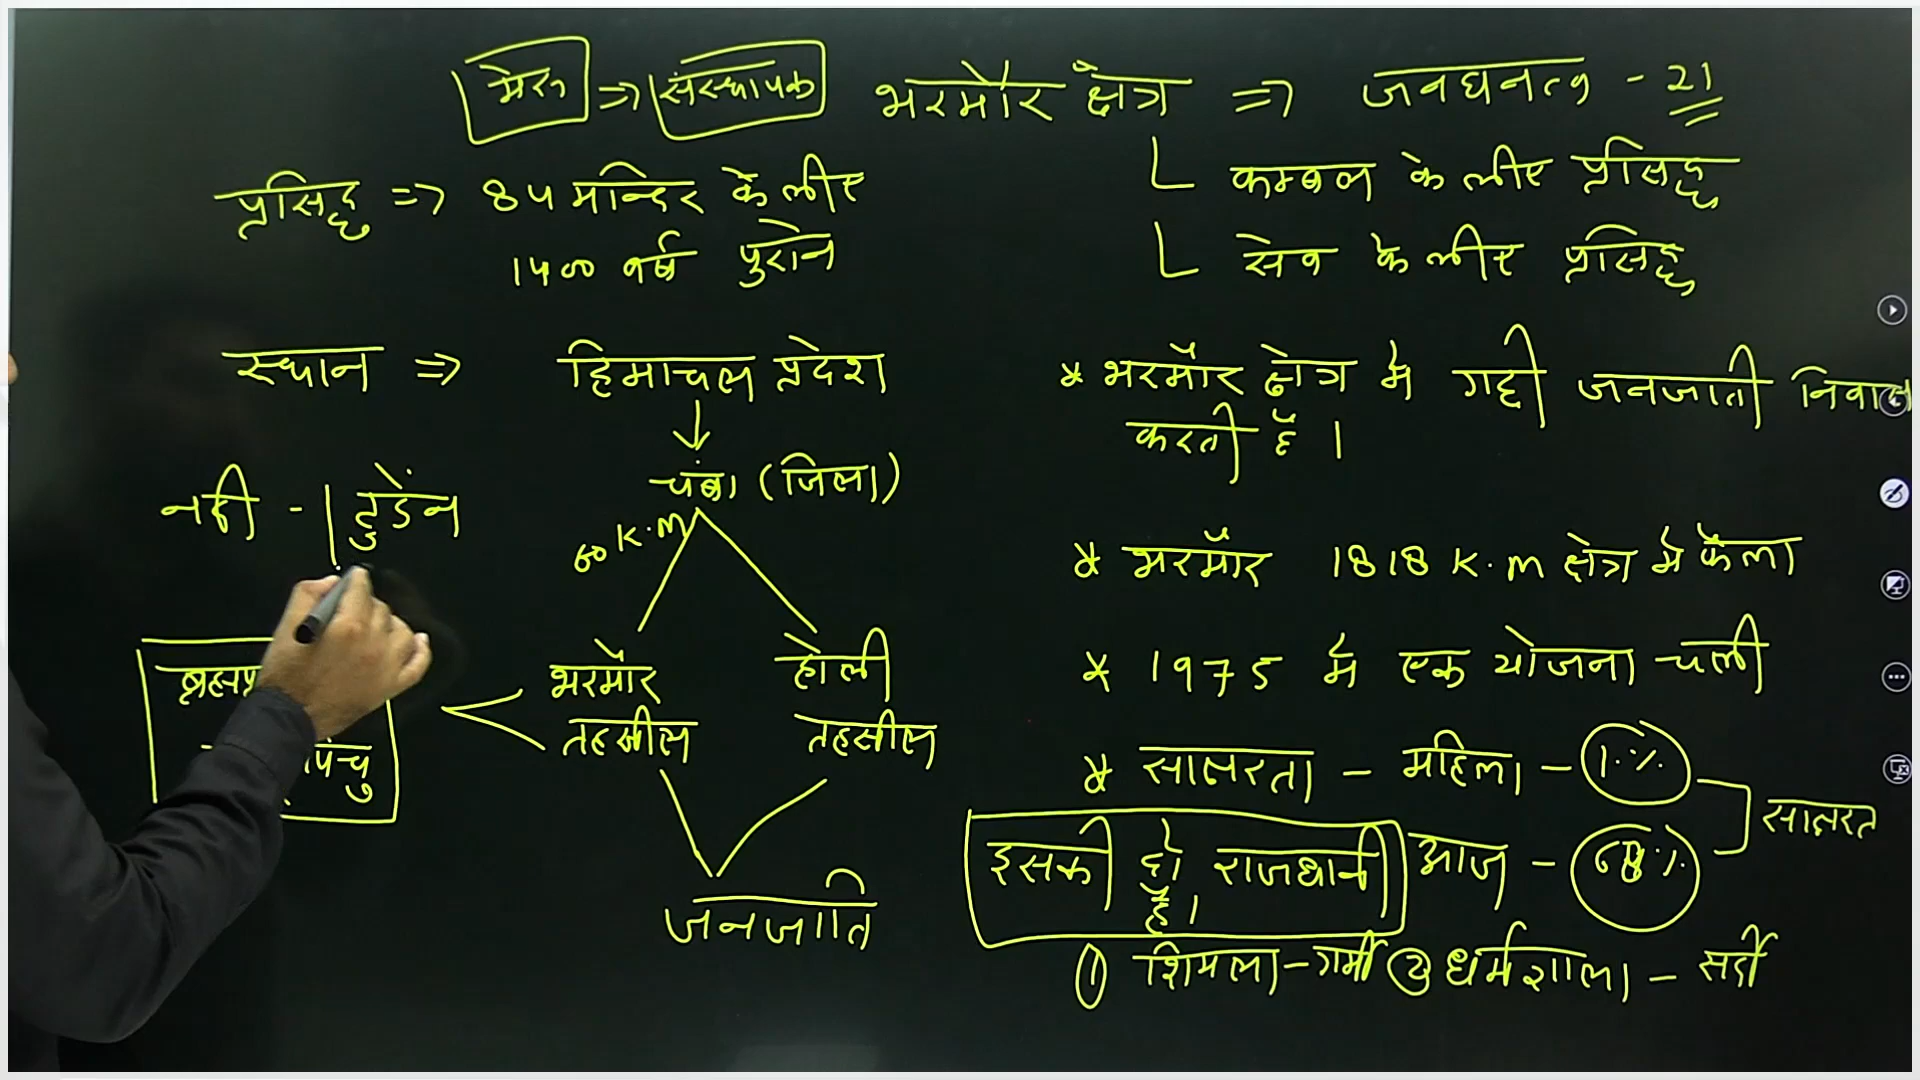 मेरु => संस्थापक भरमौर क्षेत्र => जनघनत्व - 21
प्रसिद्ध => 84 मन्दिर के लीए
1400 वर्ष पुराने
└ कम्बल के लीए प्रसिद्ध
└ सेव के लीए प्रसिद्ध
स्थान => हिमाचल प्रदेश
↓
चंबा (जिला)
60 K.m
नदी - टुडेंन
भरमौर
तहसील
होली
तहसील
जनजाति
* भरमौर क्षेत्र मे गद्दी जनजाती निवास
करती है ।
* भरमौर 1818 K.m क्षेत्र मे फैला
* 1975 मे एक योजना चली
* साक्षरता - महिला - 1.%
आज -
साक्षरत
इसकी दो राजधानी
है।
① शिमला - गर्मी ② धर्मशाला - सर्दी